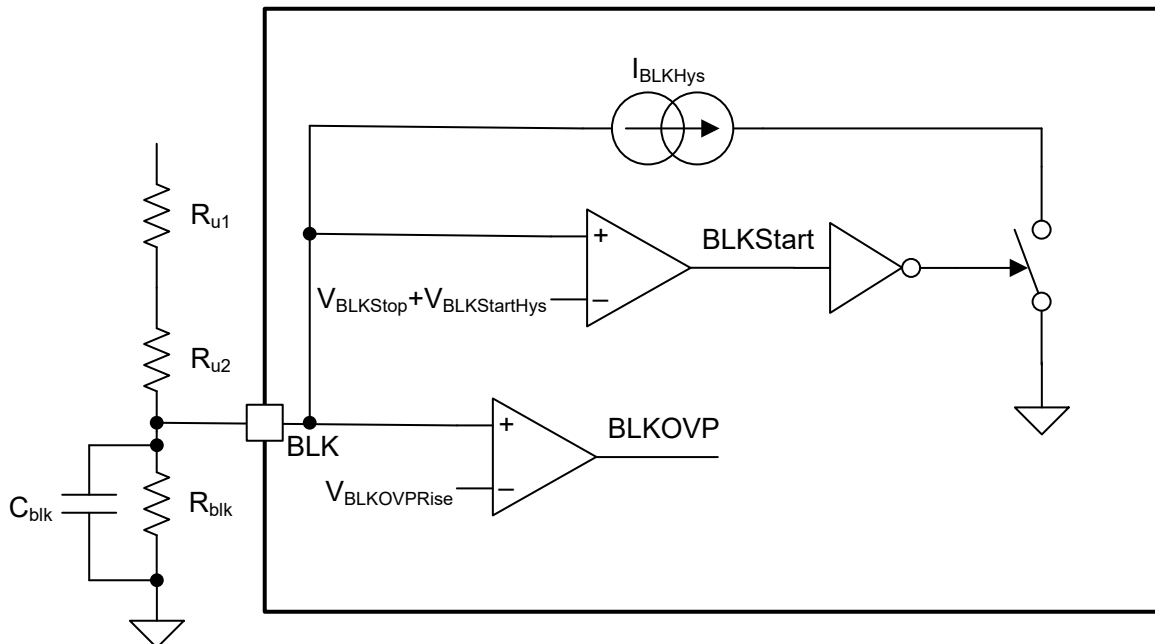 I_BLKHys
R_u1
BLKStart
V_BLKStop+V_BLKStartHys
R_u2
BLK
BLKOVP
V_BLKOVPRise
C_blk
R_blk
+
−
+
−